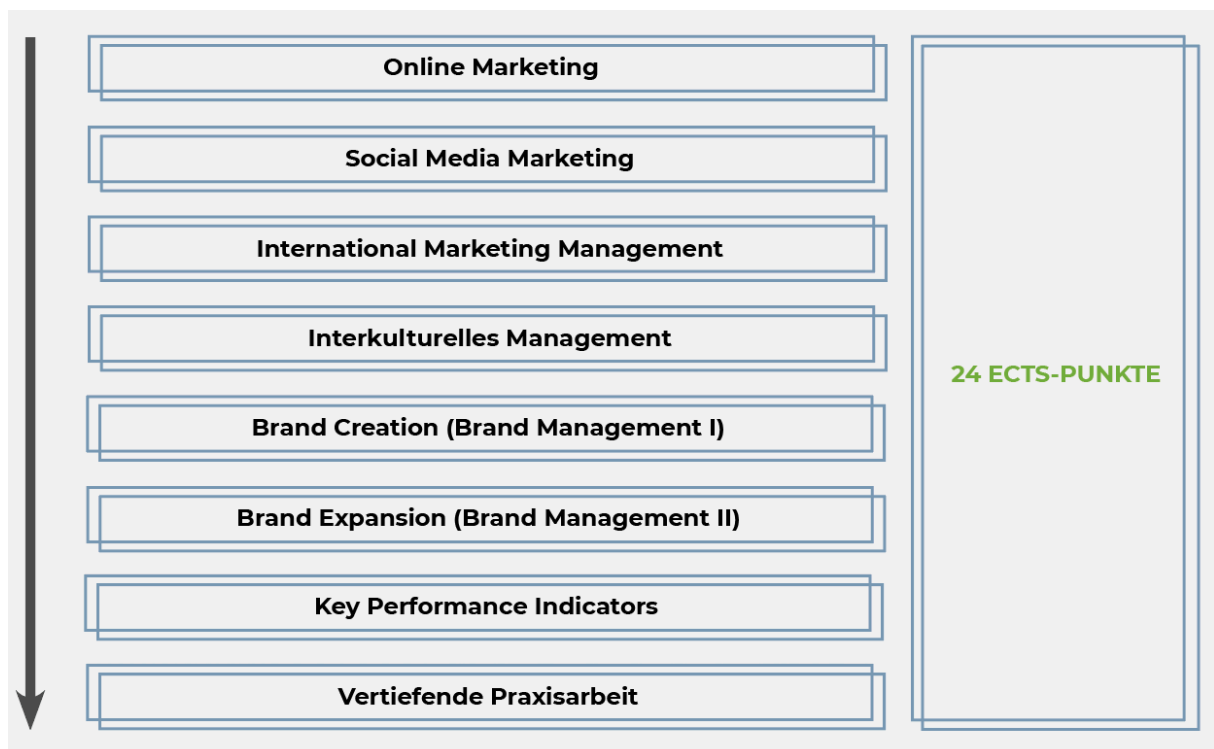 Online Marketing
Social Media Marketing
International Marketing Management
Interkulturelles Management
Brand Creation (Brand Management I)
Brand Expansion (Brand Management II)
Key Performance Indicators
Vertiefende Praxisarbeit
24 ECTS-PUNKTE